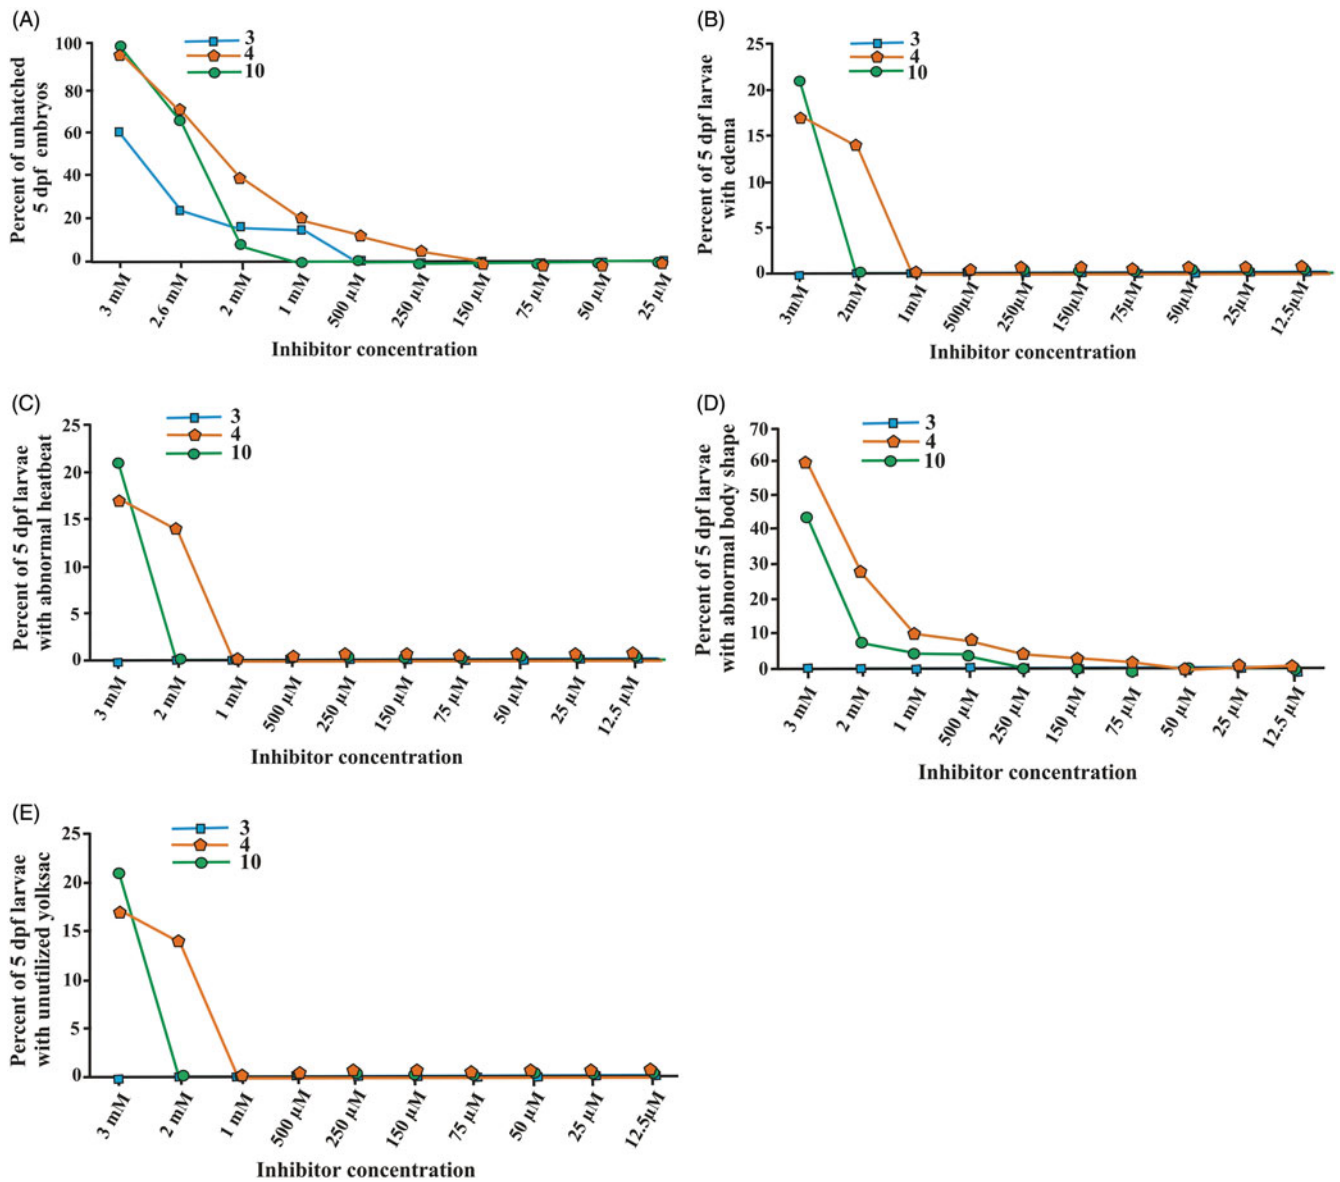 (A)
3
4
10
100
80
60
40
20
0
Percent of unhatched
5 dpf embryos
3 mM
2.6 mM
2 mM
1 mM
500 µM
250 µM
150 µM
75 µM
50 µM
25 µM
Inhibitor concentration
(B)
3
4
10
25
20
15
10
5
0
Percent of 5 dpf larvae
with edema
3mM
2mM
1mM
500µM
250µM
150µM
75µM
50µM
25µM
12.5µM
Inhibitor concentration
(C)
3
4
10
25
20
15
10
5
0
Percent of 5 dpf larvae
with abnormal heatbeat
3 mM
2 mM
1 mM
500 µM
250 µM
150 µM
75 µM
50 µM
25 µM
12.5 µM
Inhibitor concentration
(D)
3
4
10
70
60
50
40
30
20
10
0
Percent of 5 dpf larvae
with abnormal body shape
3 mM
2 mM
1 mM
500 µM
250 µM
150 µM
75 µM
50 µM
25 µM
12.5 µM
Inhibitor concentration
(E)
3
4
10
25
20
15
10
5
0
Percent of 5 dpf larvae
with unutilized yolksac
3 mM
2 mM
1 mM
500 µM
250 µM
150 µM
75 µM
50 µM
25 µM
12.5µM
Inhibitor concentration